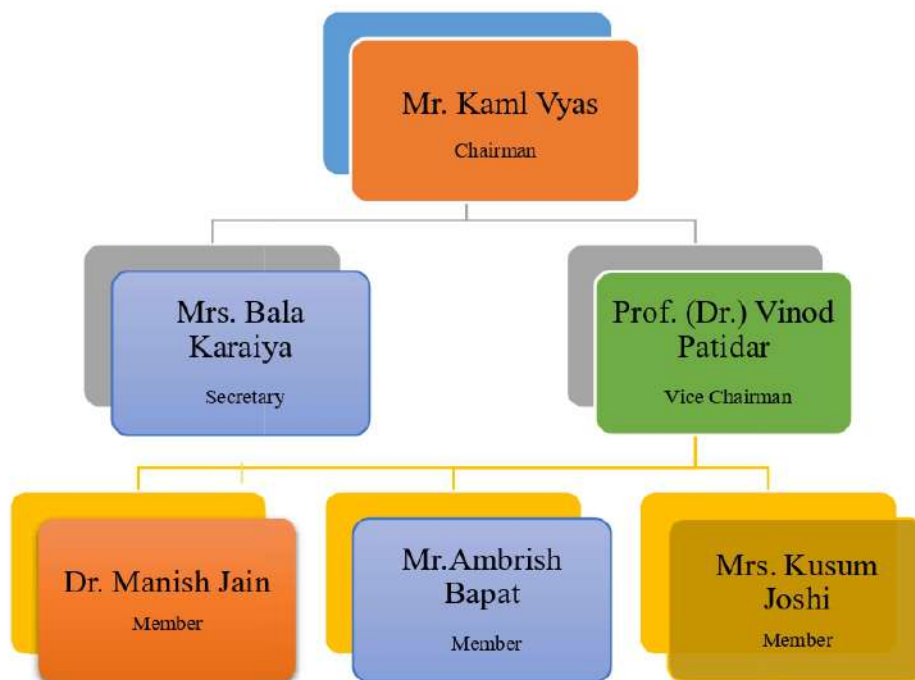 Mr. Kaml Vyas
Chairman
Mrs. Bala
Karaiya
Secretary
Prof. (Dr.) Vinod
Patidar
Vice Chairman
Dr. Manish Jain
Member
Mr.Ambrish
Bapat
Member
Mrs. Kusum
Joshi
Member